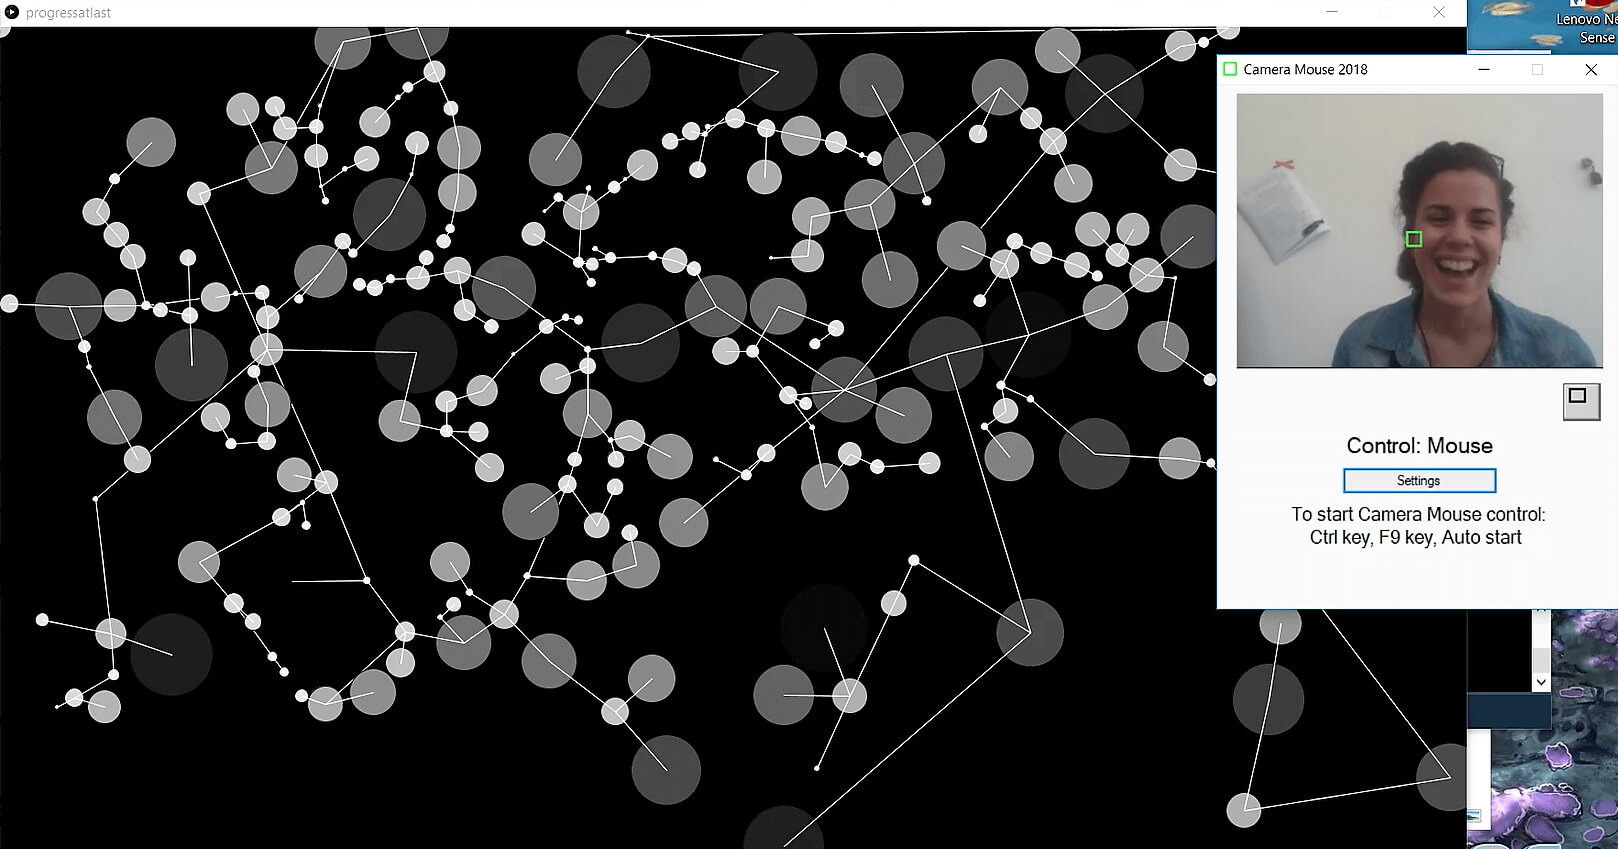 progressatlast
Lenovo Ne
Sense
Camera Mouse 2018
Control: Mouse
Settings
To start Camera Mouse control:
Ctrl key, F9 key, Auto start